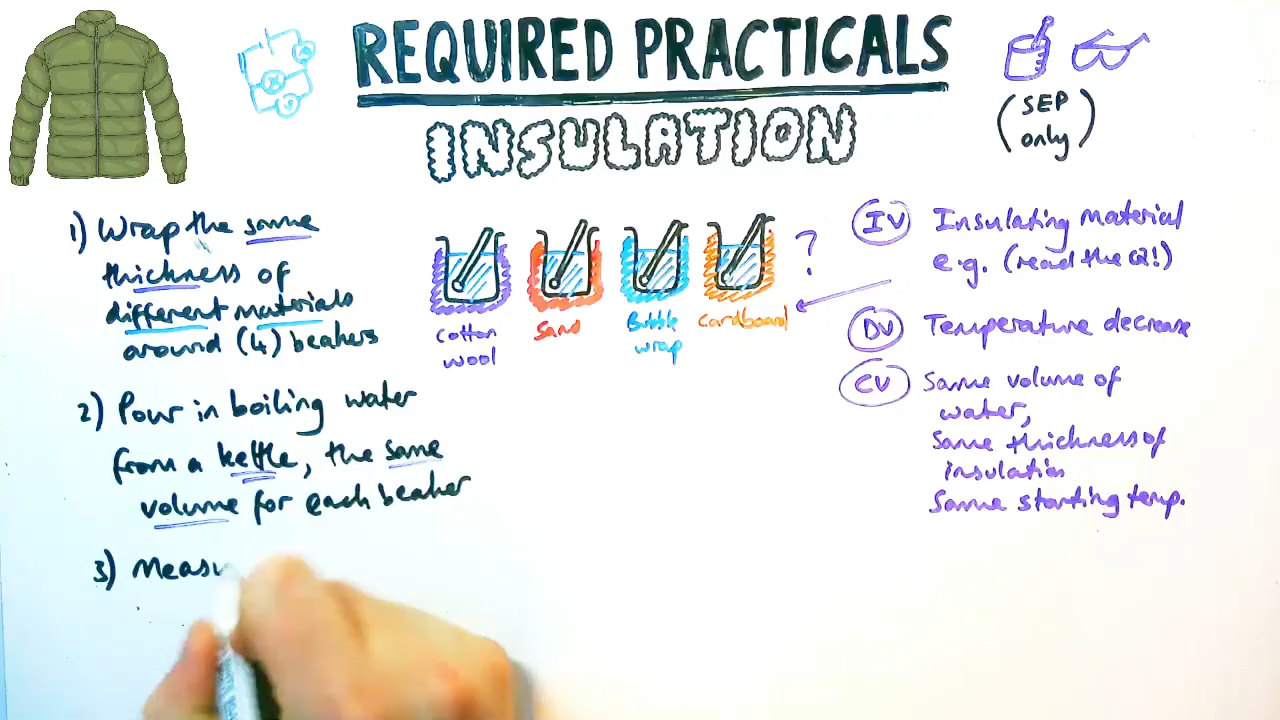 REQUIRED PRACTICALS
INSULATION
(SEP
only)
1) Wrap the same
thickness of
different materials
around (4) beakers
2) Pour in boiling water
from a kettle, the same
volume for each beaker
3) Measu
Cotton
wool
Sand
Bubble
wrap
Cardboard
?
IV Insulating material
e.g. (read the Q!)
DV Temperature decrease
CV Same volume of
water,
Same thickness of
insulation
Same starting temp.